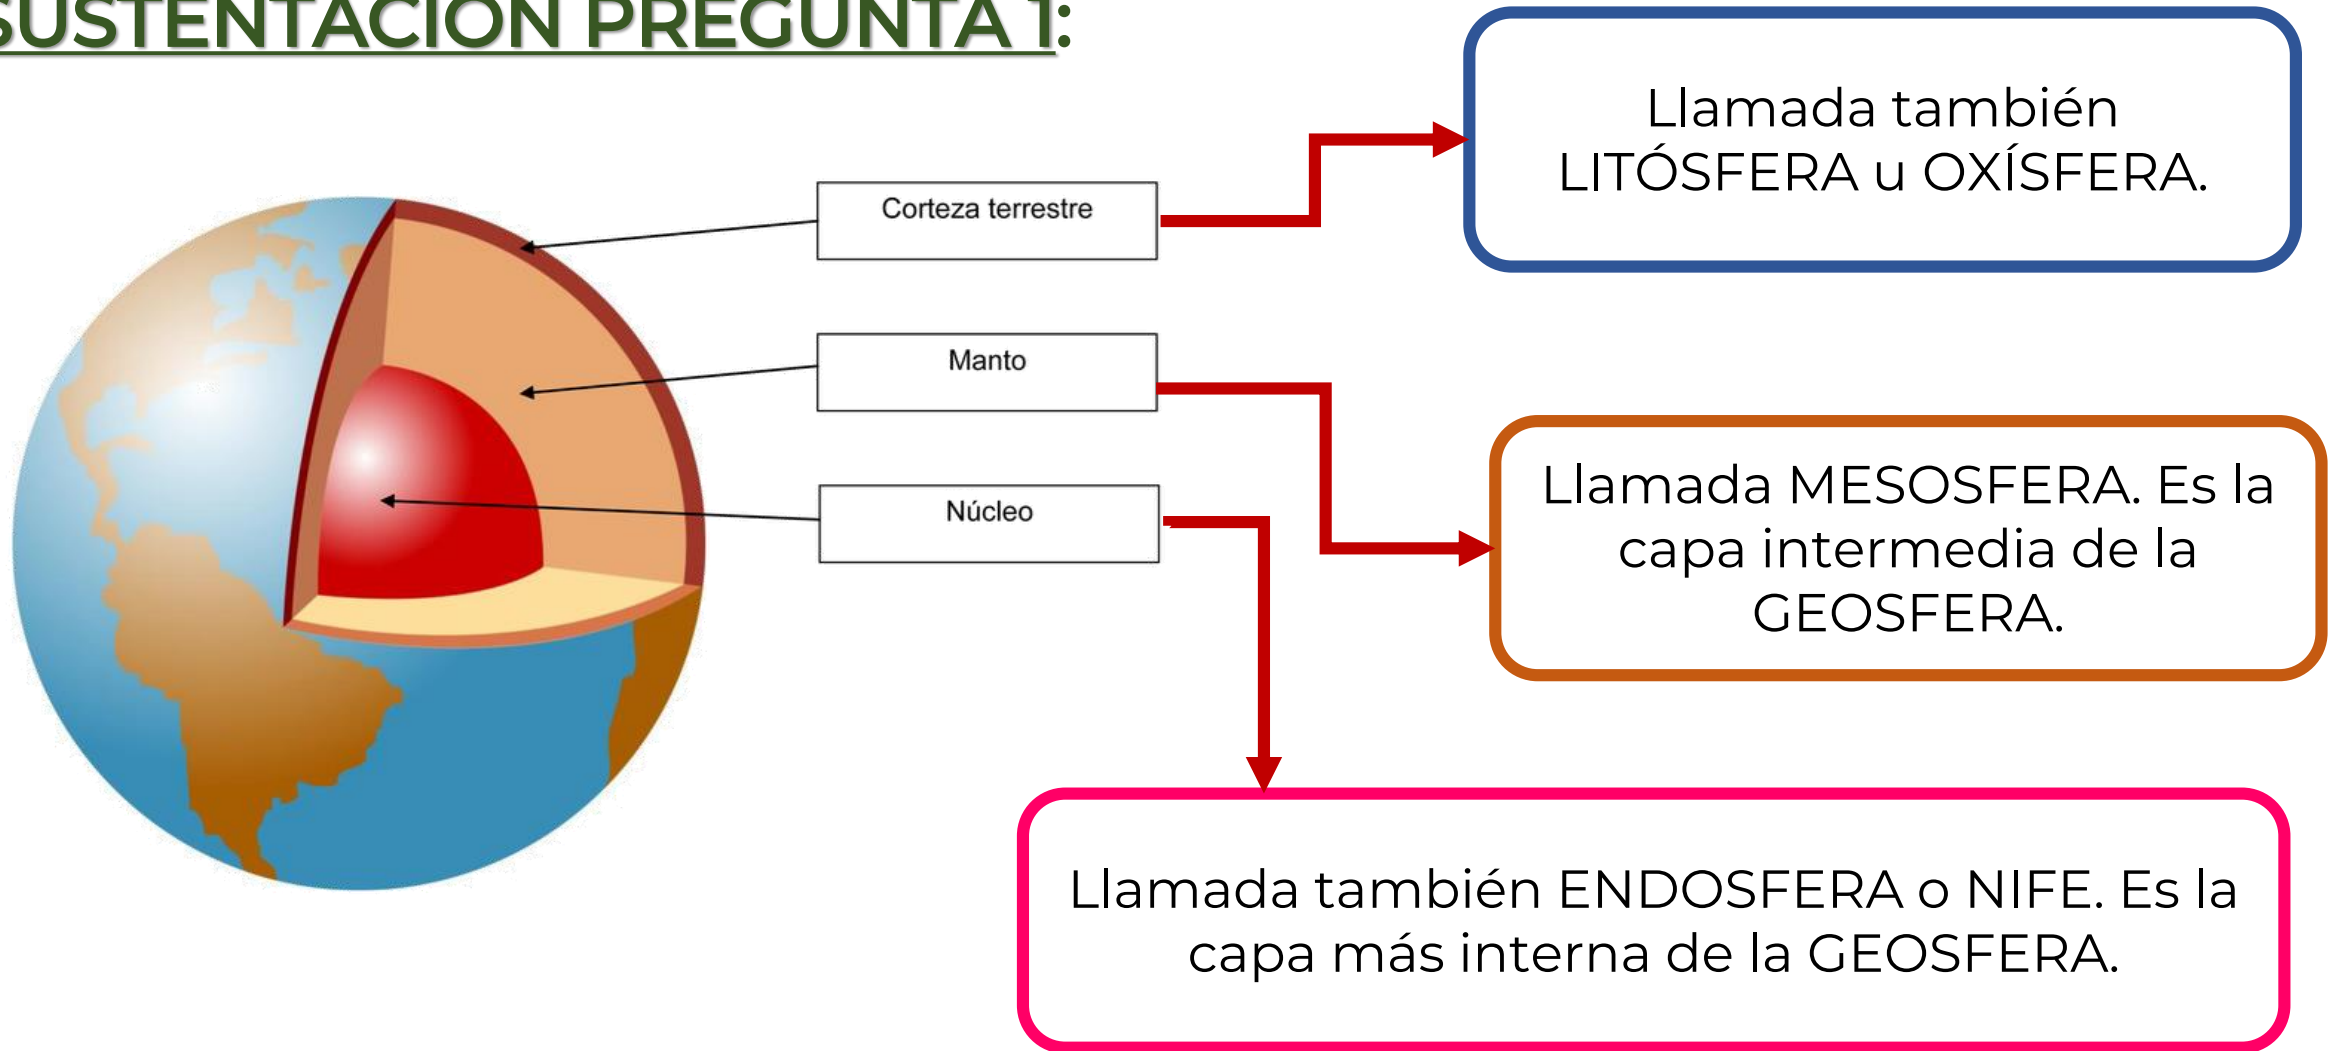 SUSTENTACIÓN PREGUNTA 1:
Llamada también
LITÓSFERA u OXÍSFERA.
Corteza terrestre
Manto
Llamada MESOSFERA. Es la
capa intermedia de la
GEOSFERA.
Núcleo
Llamada también ENDOSFERA o NIFE. Es la
capa más interna de la GEOSFERA.